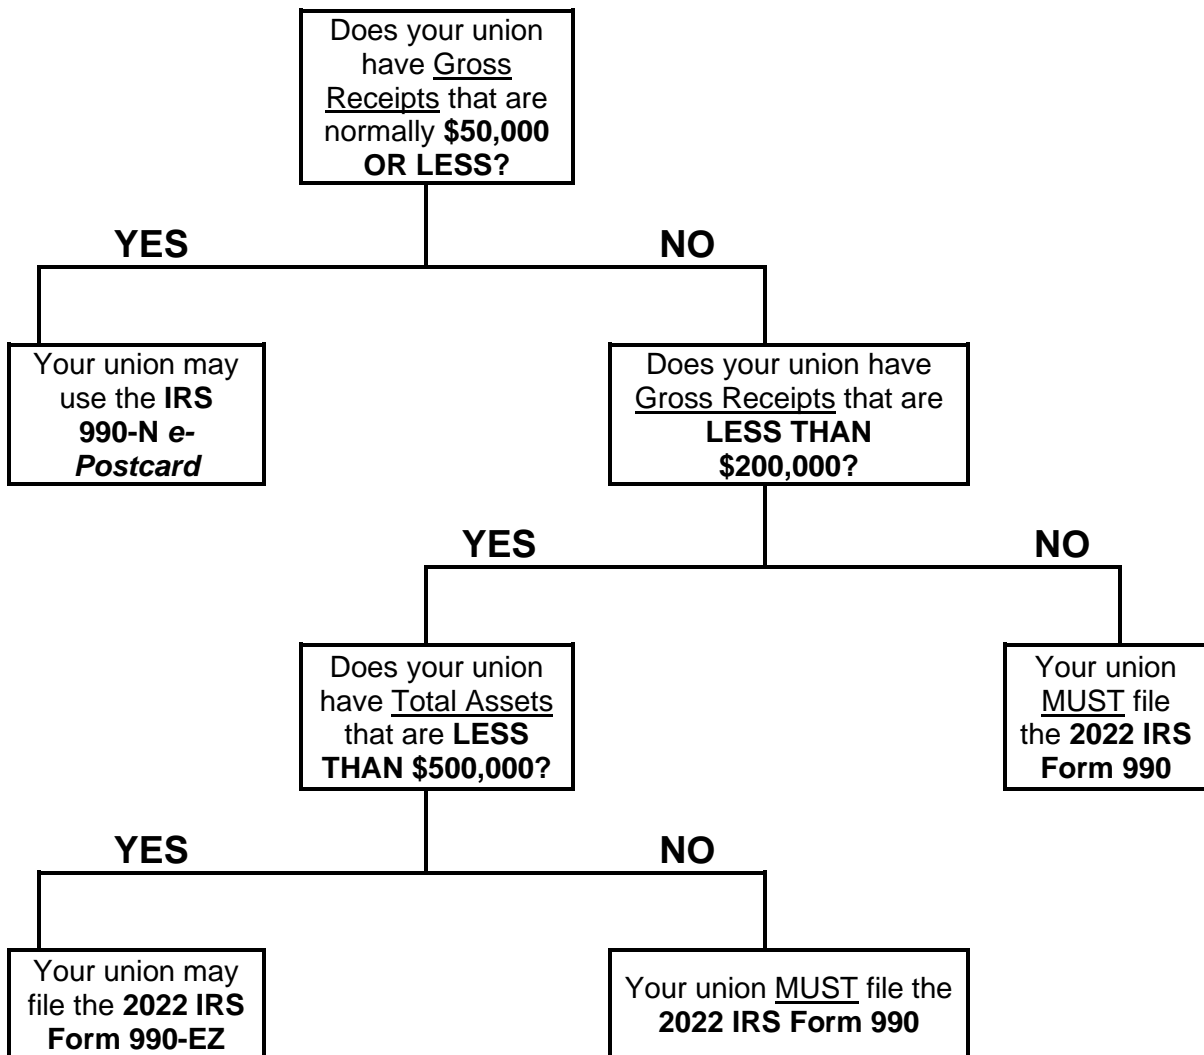 Does your union
have Gross
Receipts that are
normally $50,000
OR LESS?
YES
NO
Your union may
use the IRS
990-N e-
Postcard
Does your union have
Gross Receipts that are
LESS THAN
$200,000?
YES
NO
Does your union
have Total Assets
that are LESS
THAN $500,000?
Your union
MUST file
the 2022 IRS
Form 990
YES
NO
Your union may
file the 2022 IRS
Form 990-EZ
Your union MUST file the
2022 IRS Form 990